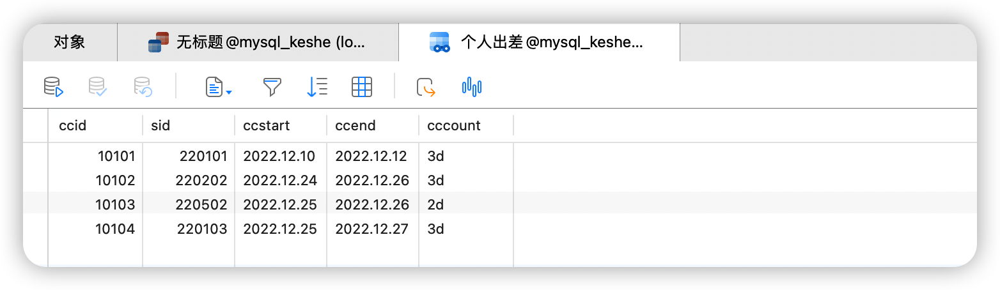 对象 无标题@mysql_keshe (lo... 个人出差@mysql_keshe...
ccid sid ccstart ccend cccount
10101 220101 2022.12.10 2022.12.12 3d
10102 220202 2022.12.24 2022.12.26 3d
10103 220502 2022.12.25 2022.12.26 2d
10104 220103 2022.12.25 2022.12.27 3d